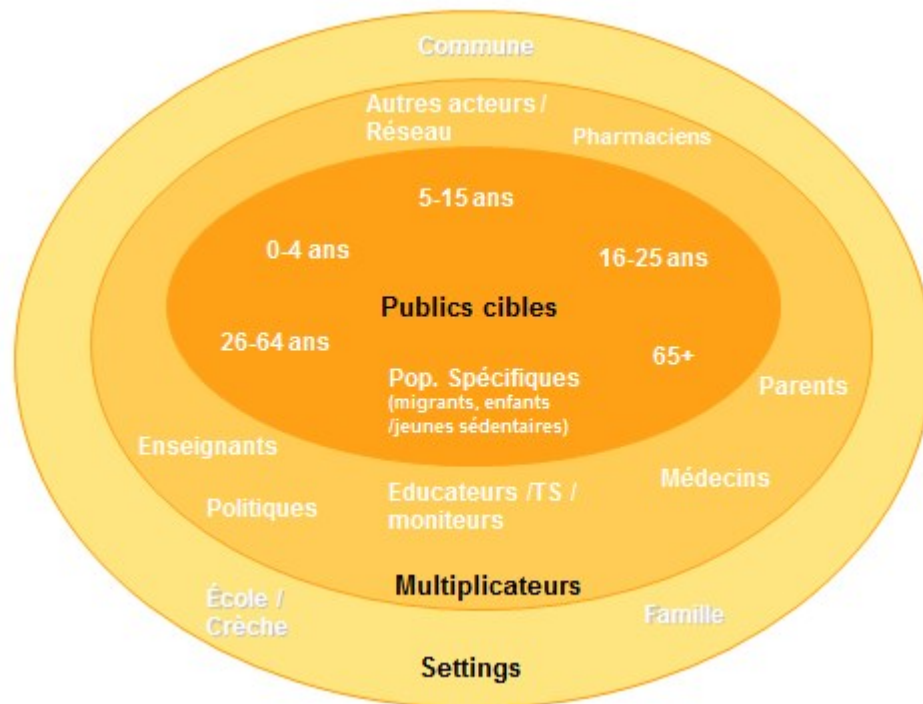 Commune
Autres acteurs /
Réseau
Pharmaciens
5-15 ans
0-4 ans
16-25 ans
Publics cibles
26-64 ans
65+
Pop. Spécifiques
(migrants, enfants
/jeunes sédentaires)
Parents
Enseignants
Médecins
Politiques
Educateurs /TS /
moniteurs
Multiplicateurs
École /
Crèche
Famille
Settings